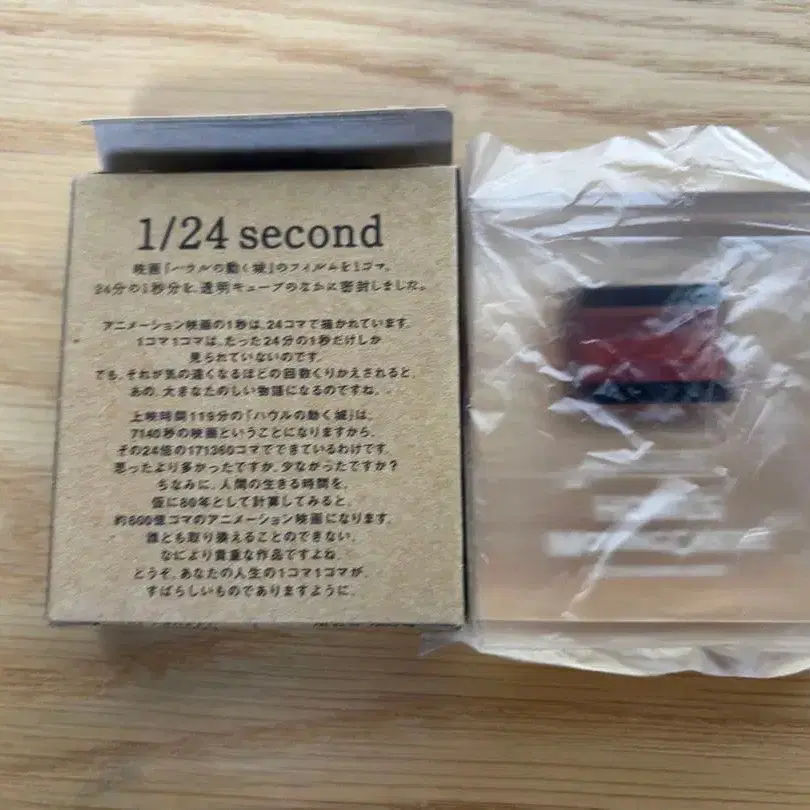 1/24 second
映画「ハウルの動く城」のフィルムを1コマ、
24分の1秒分を、透明キューブのなかに密封しました。
アニメーション映画の1秒は、24コマで描かれています。
1コマ1コマは、たった24分の1秒だけしか
見られていないのです。
でも、それが気の遠くなるほどの回数くりかえされると、
あの、大きなたのしい物語になるのですね。
上映時間119分の「ハウルの動く城」は、
7140秒の映画ということになりますから、
その24倍の171360コマでできているわけです。
思ったより多かったですか、少なかったですか?
ちなみに、人間の生きる時間を、
仮に80年として計算してみると、
約600億コマのアニメーション映画になります。
誰とも取り換えることのできない、
なにより貴重な作品ですよね。
どうぞ、あなたの人生の1コマ1コマが、
すばらしいものでありますように。